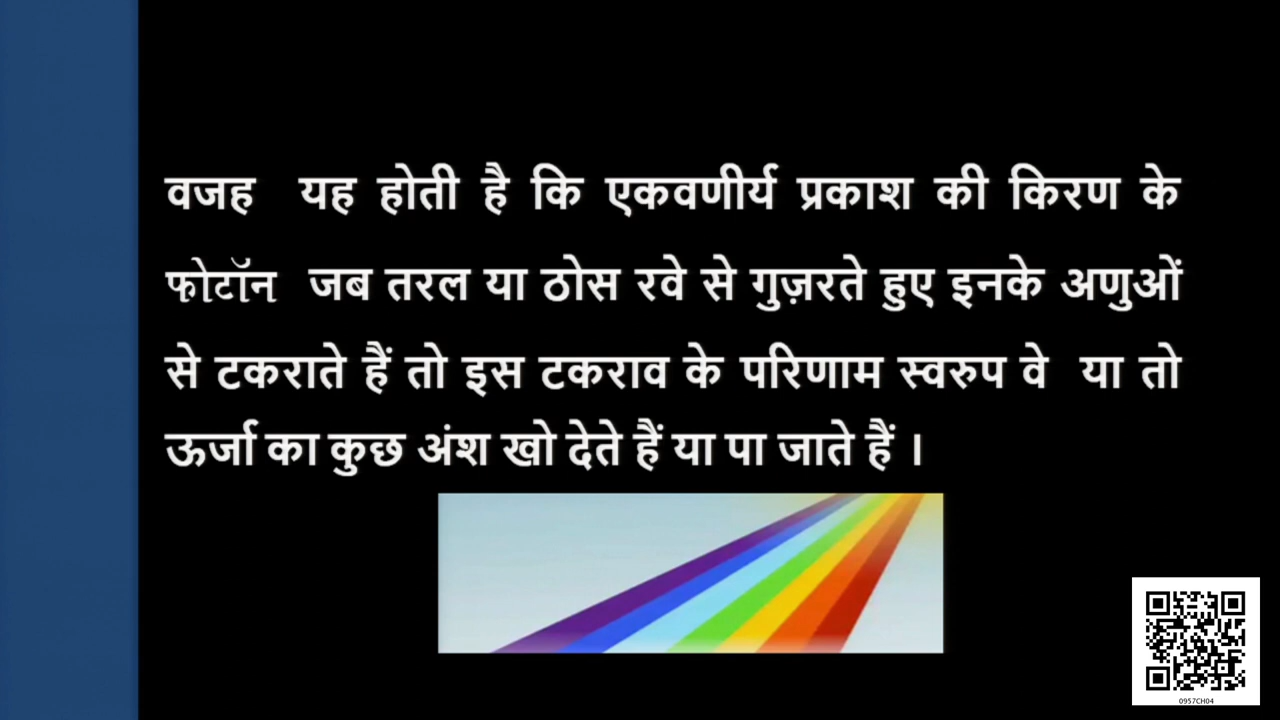 वजह यह होती है कि एकवणीर्य प्रकाश की किरण के
फोटॉन जब तरल या ठोस रवे से गुज़रते हुए इनके अणुओं
से टकराते हैं तो इस टकराव के परिणाम स्वरुप वे या तो
ऊर्जा का कुछ अंश खो देते हैं या पा जाते हैं ।
0957CH04